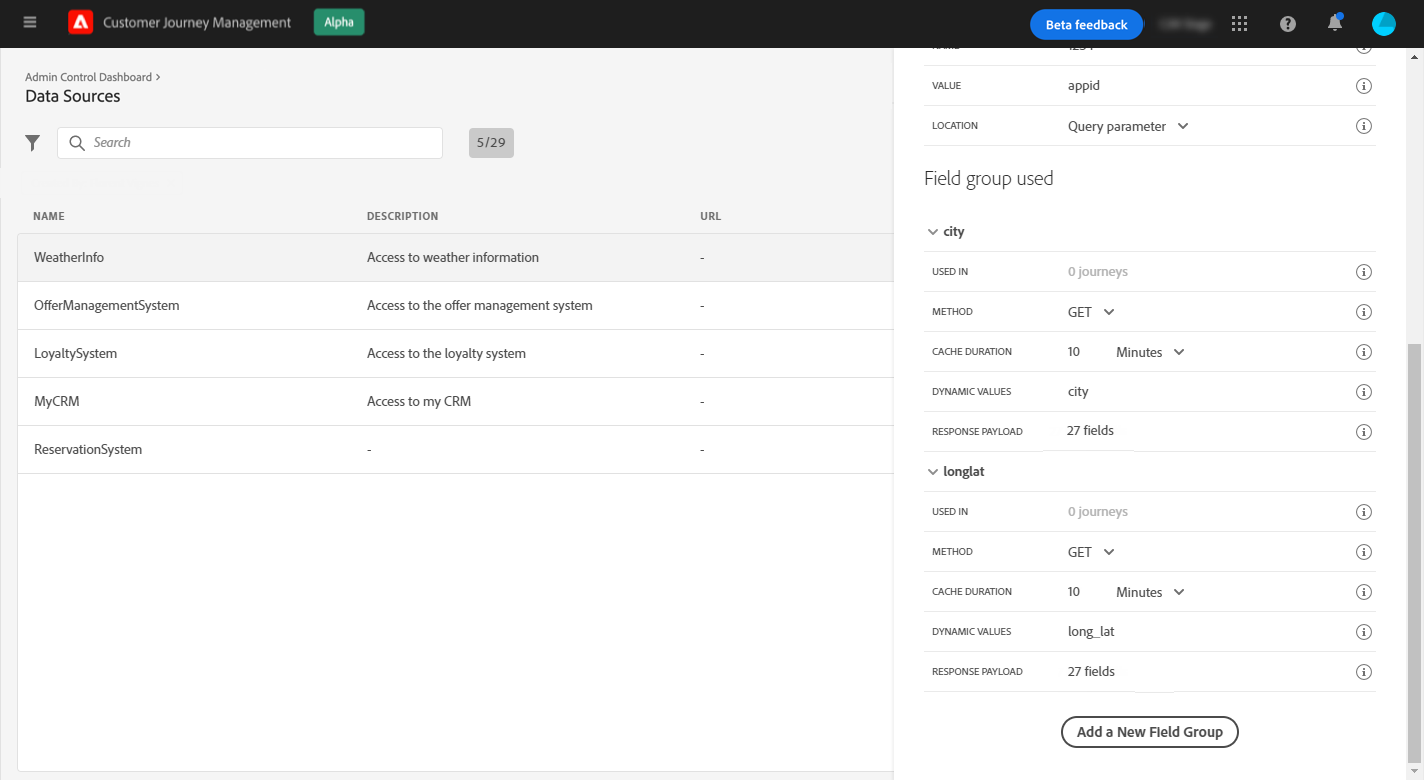 Customer Journey Management
Alpha
Beta feedback
Admin Control Dashboard
Data Sources
Search
5/29
NAME DESCRIPTION URL
WeatherInfo Access to weather information -
OfferManagementSystem Access to the offer management system -
LoyaltySystem Access to the loyalty system -
MyCRM Access to my CRM -
ReservationSystem - -
VALUE appid
LOCATION Query parameter
Field group used
city
USED IN 0 journeys
METHOD GET
CACHE DURATION 10 Minutes
DYNAMIC VALUES city
RESPONSE PAYLOAD 27 fields
longlat
USED IN 0 journeys
METHOD GET
CACHE DURATION 10 Minutes
DYNAMIC VALUES long_lat
RESPONSE PAYLOAD 27 fields
Add a New FIeld Group